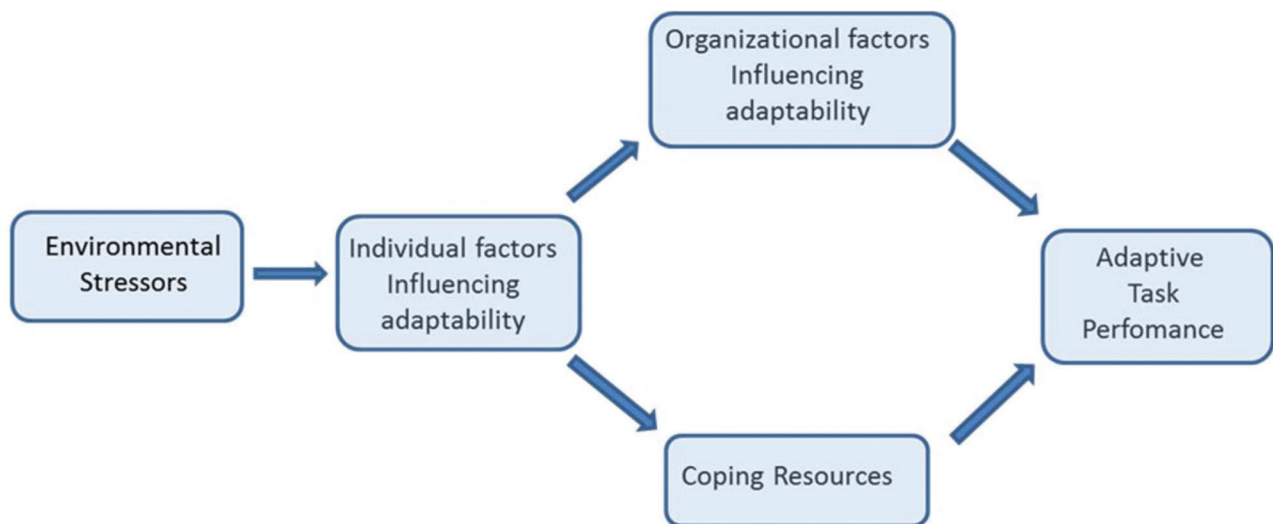 Environmental
Stressors
Individual factors
Influencing
adaptability
Organizational factors
Influencing
adaptability
Coping Resources
Adaptive
Task
Perfomance